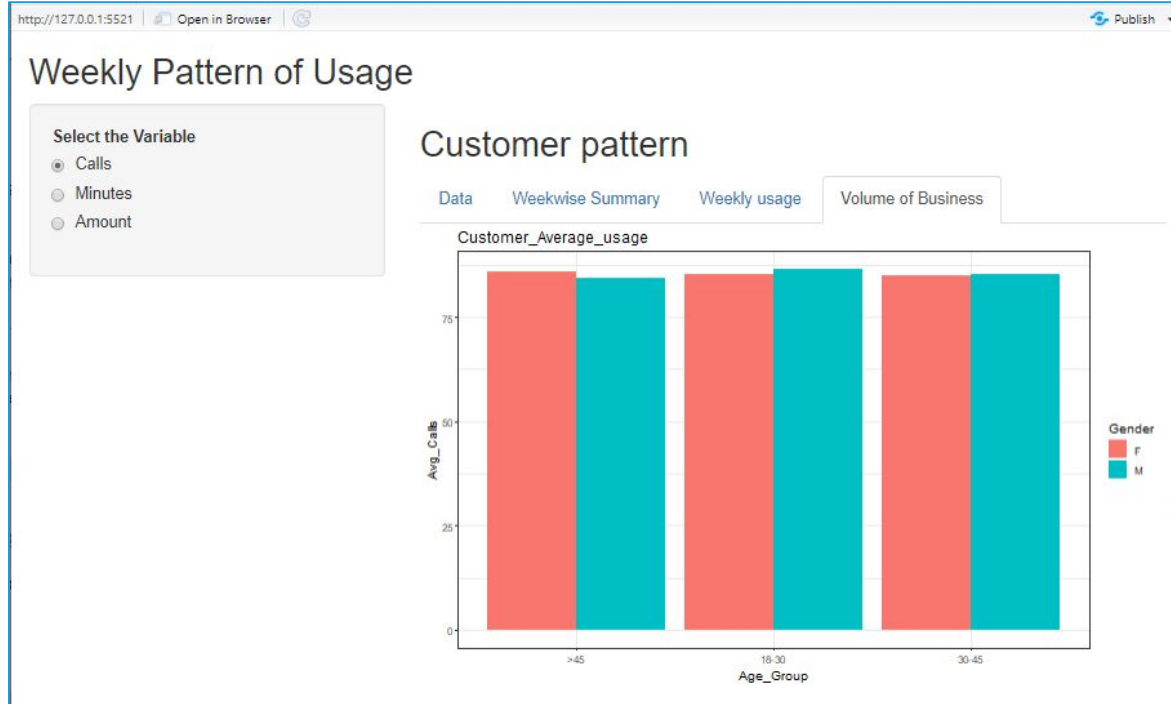 http://127.0.0.1:5521 Open in Browser Publish
Weekly Pattern of Usage
Select the Variable
Calls
Minutes
Amount
Customer pattern
Data Weekwise Summary Weekly usage Volume of Business
Customer_Average_usage
75
50
25
0
Avg_Calls
>45 18-30 30-45
Age_Group
Gender
F
M